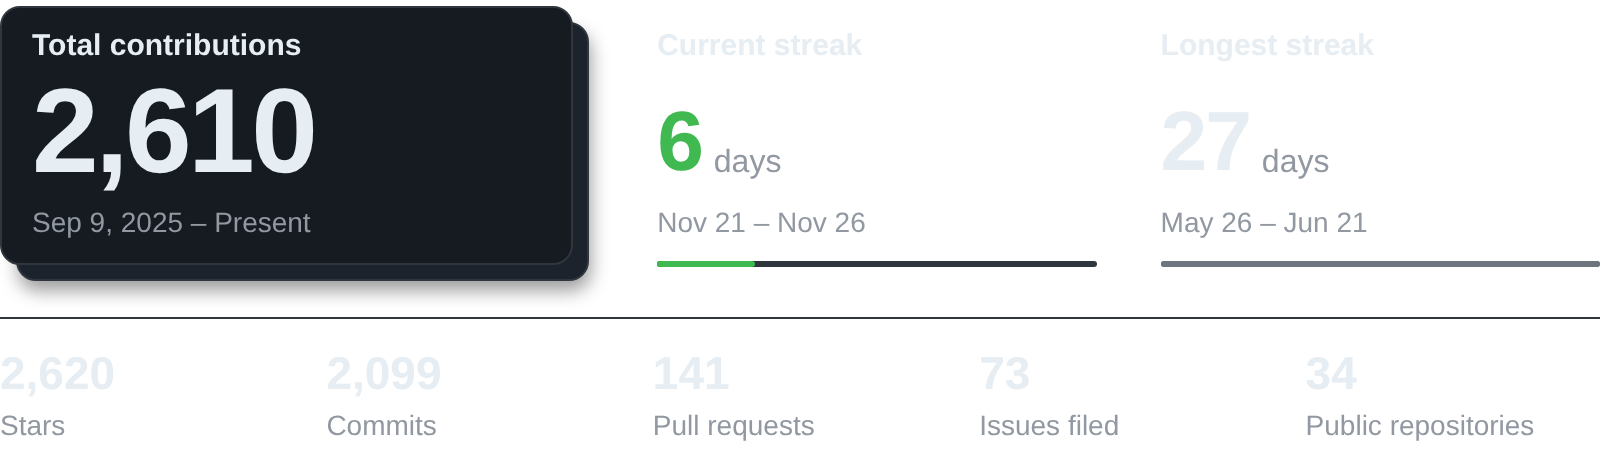 Total contributions
2,610
Sep 9, 2025 – Present
Current streak
6 days
Nov 21 – Nov 26
Longest streak
27 days
May 26 – Jun 21
2,620
Stars
2,099
Commits
141
Pull requests
73
Issues filed
34
Public repositories